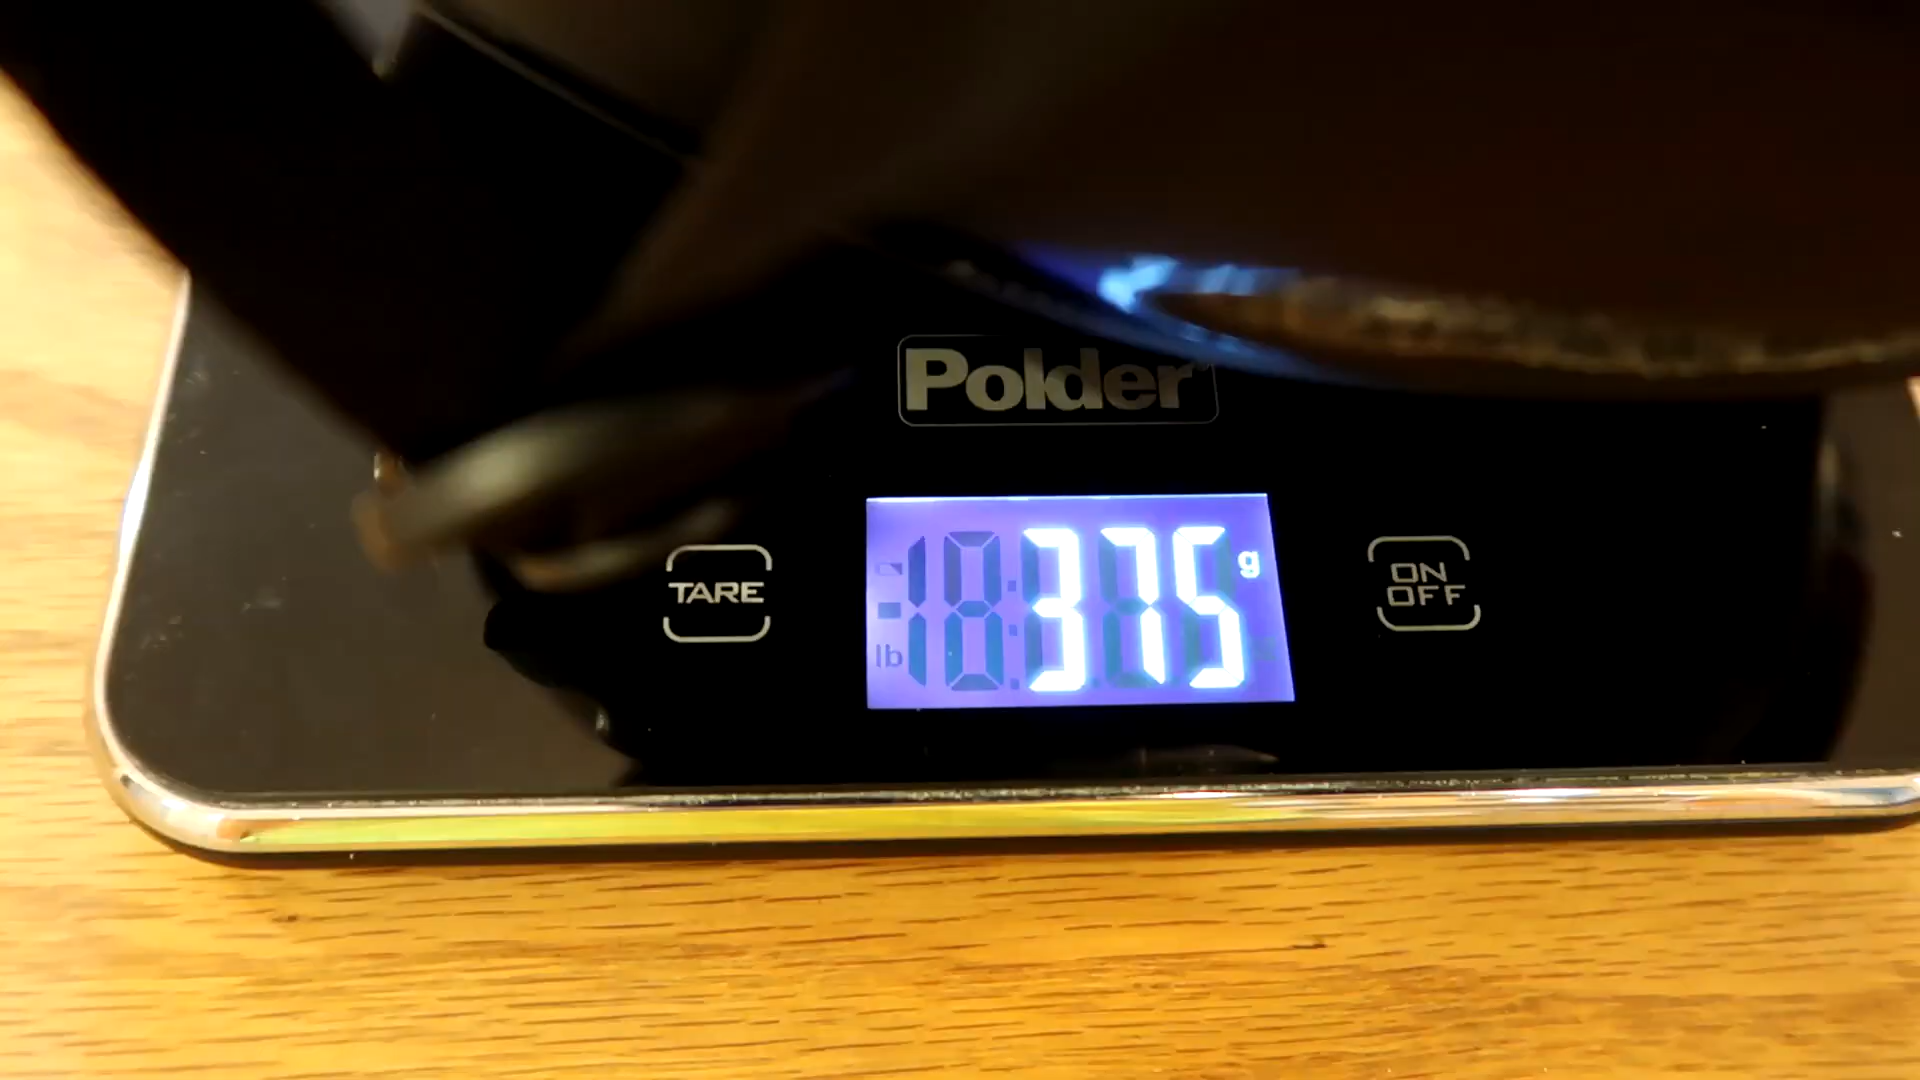 Polder
TARE
375 g
lb
ON
OFF